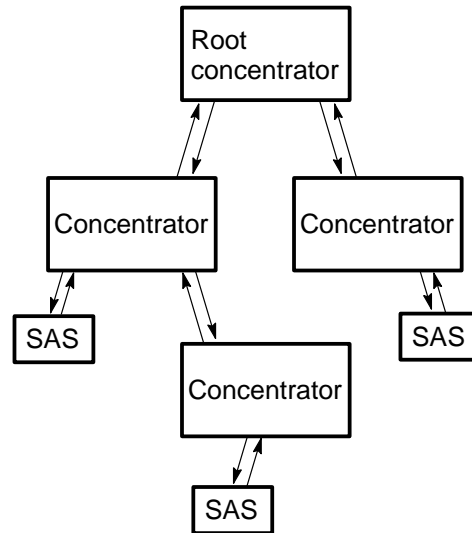 Root
concentrator
Concentrator
Concentrator
SAS
SAS
Concentrator
SAS